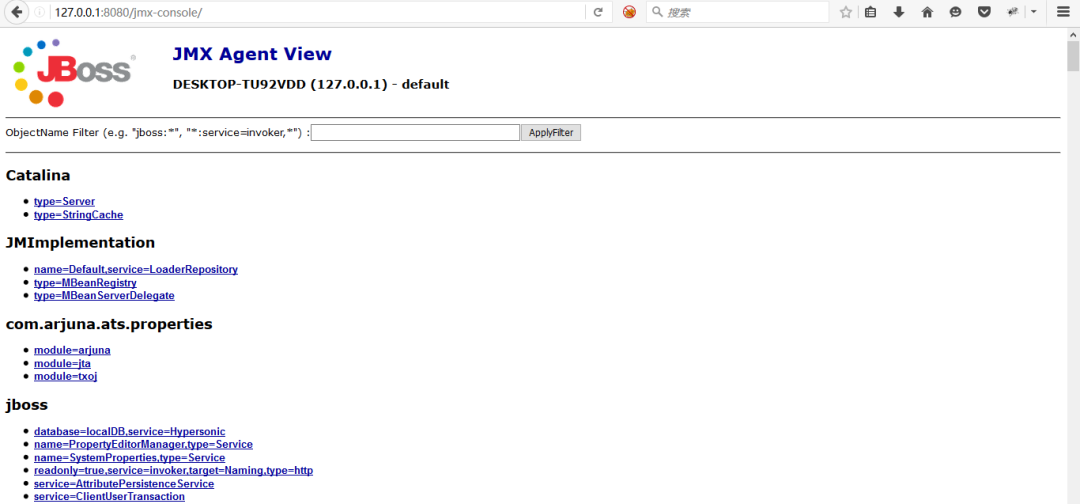 127.0.0.1:8080/jmx-console/
搜索
JBoss®
JMX Agent View
DESKTOP-TU92VDD (127.0.0.1) - default
ObjectName Filter (e.g. "jboss:*", "*:service=invoker,*") :
ApplyFilter
Catalina
type=Server
type=StringCache
JMImplementation
name=Default,service=LoaderRepository
type=MBeanRegistry
type=MBeanServerDelegate
com.arjuna.ats.properties
module=arjuna
module=jta
module=txoj
jboss
database=localDB,service=Hypersonic
name=PropertyEditorManager,type=Service
name=SystemProperties,type=Service
readonly=true,service=invoker,target=Naming,type=http
service=AttributePersistenceService
service=ClientUserTransaction